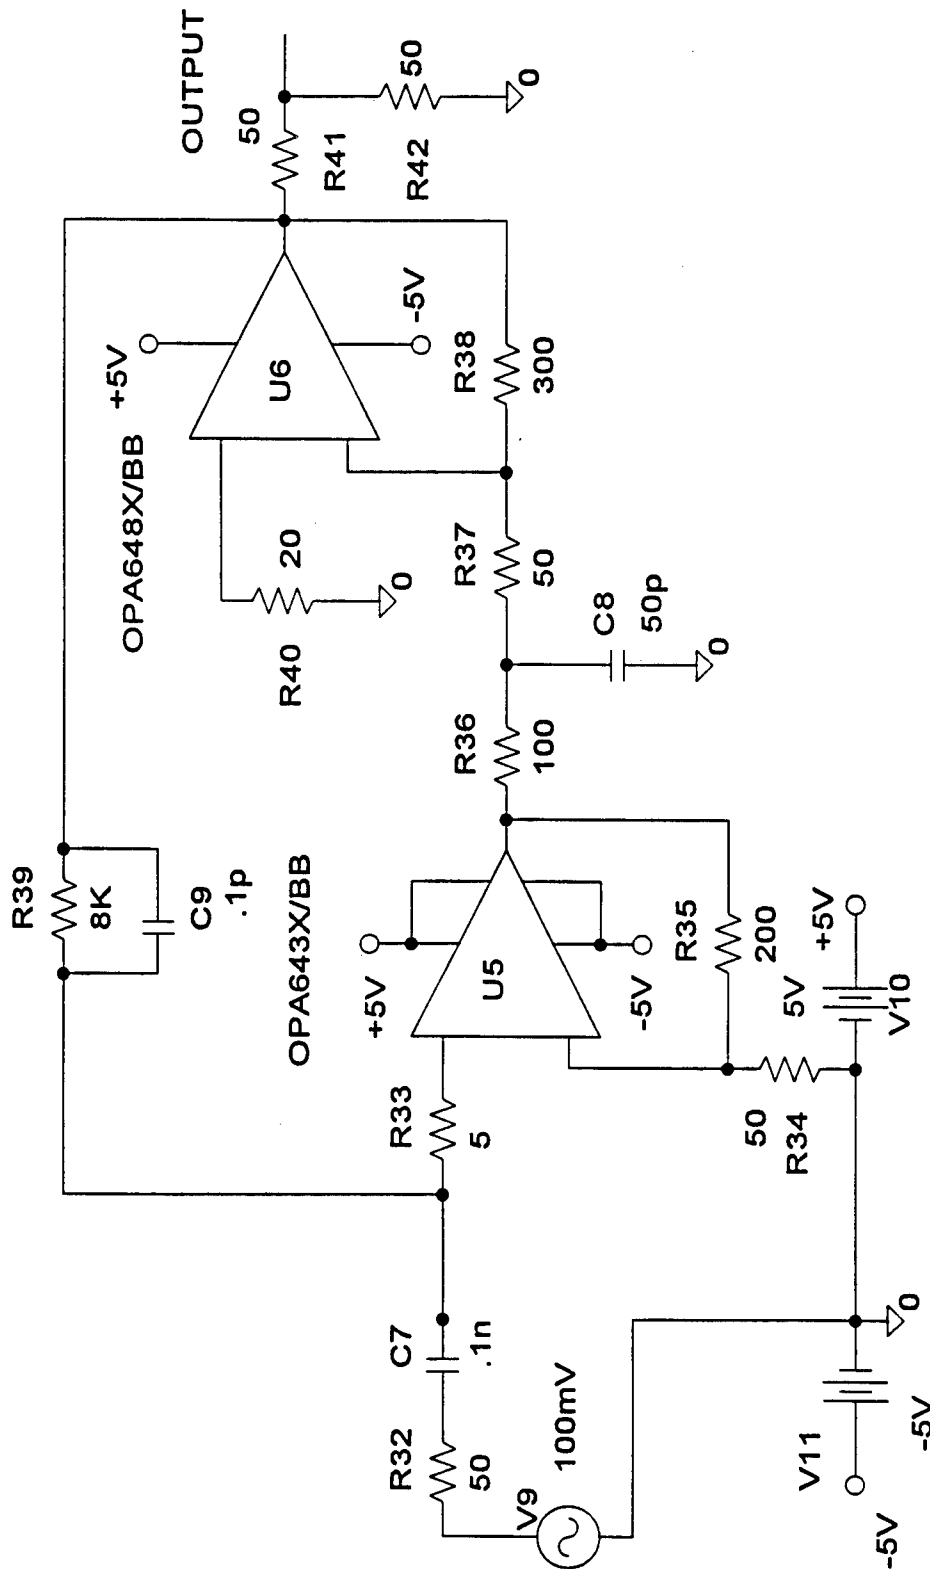 OUTPUT
50
R41
50
R42
0
+5V
-5V
U6
OPA648X/BB
R38
300
20
R40
0
R37
50
C8
50p
0
R36
100
R39
8K
C9
.1p
OPA643X/BB
+5V
-5V
U5
R35
200
R33
5
50
R34
5V
+5V
V10
C7
.1n
R32
50
V9
100mV
0
V11
-5V
-5V